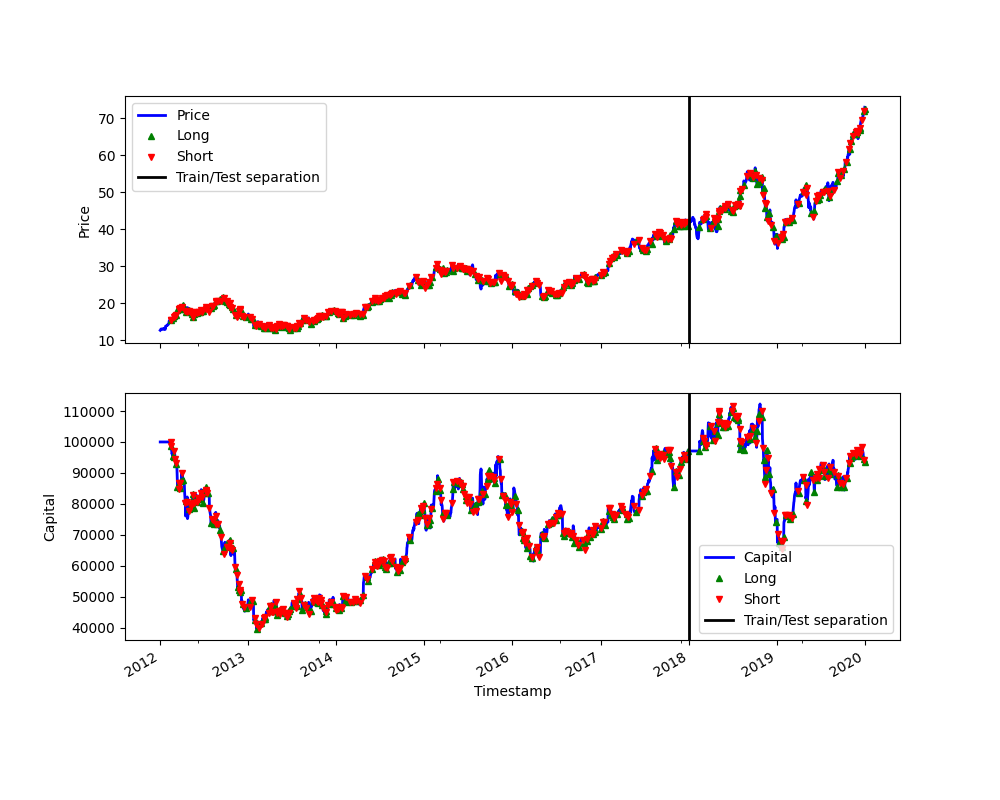 70
60
50
40
30
20
10
Price
Price
Long
Short
Train/Test separation
110000
100000
90000
80000
70000
60000
50000
40000
Capital
Capital
Long
Short
Train/Test separation
2012 2013 2014 2015 2016 2017 2018 2019 2020
Timestamp